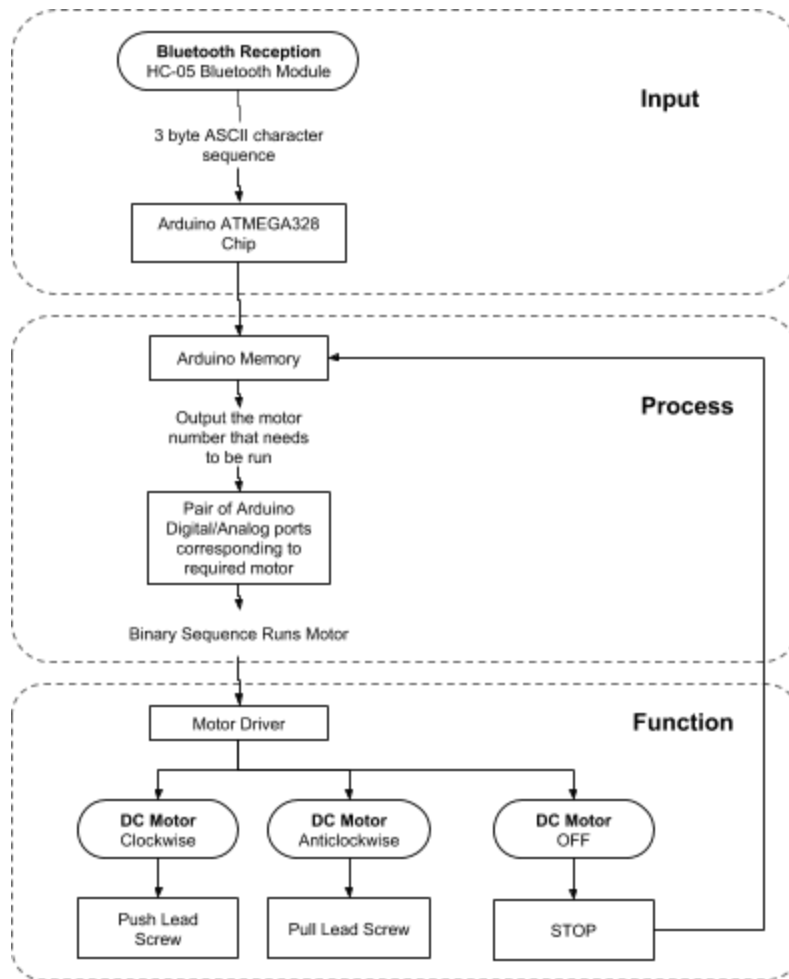 Bluetooth Reception
HC-05 Bluetooth Module
Input
3 byte ASCII character
sequence
Arduino ATMEGA328
Chip
Arduino Memory
Process
Output the motor
number that needs
to be run
Pair of Arduino
Digital/Analog ports
corresponding to
required motor
Binary Sequence Runs Motor
Motor Driver
Function
DC Motor
Clockwise
DC Motor
Anticlockwise
DC Motor
OFF
Push Lead
Screw
Pull Lead Screw
STOP